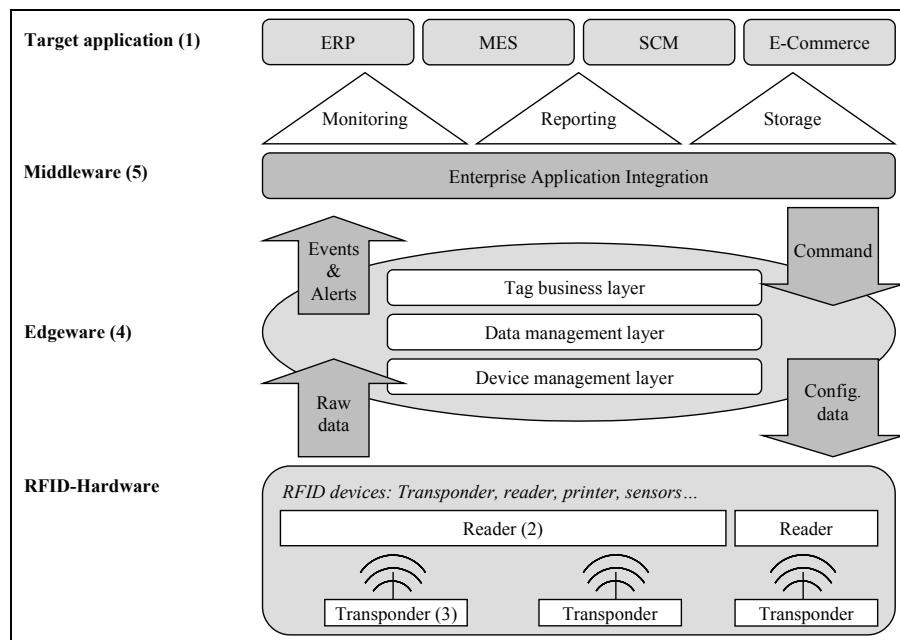 Target application (1)
ERP
MES
SCM
E-Commerce
Monitoring
Reporting
Storage
Middleware (5)
Enterprise Application Integration
Events
&
Alerts
Command
Tag business layer
Edgeware (4)
Data management layer
Device management layer
Raw
data
Config.
data
RFID-Hardware
RFID devices: Transponder, reader, printer, sensors…
Reader (2)
Reader
Transponder (3)
Transponder
Transponder